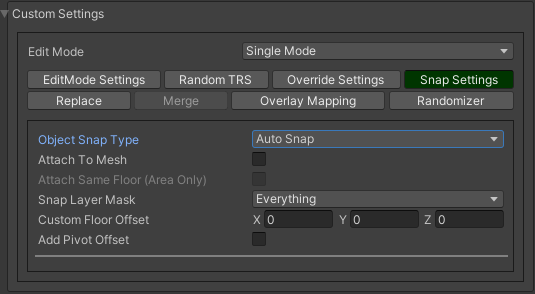 Custom Settings
Edit Mode Single Mode
EditMode Settings Random TRS Override Settings Snap Settings
Replace Merge Overlay Mapping Randomizer
Object Snap Type Auto Snap
Attach To Mesh
Attach Same Floor (Area Only)
Snap Layer Mask Everything
Custom Floor Offset X 0 Y 0 Z 0
Add Pivot Offset